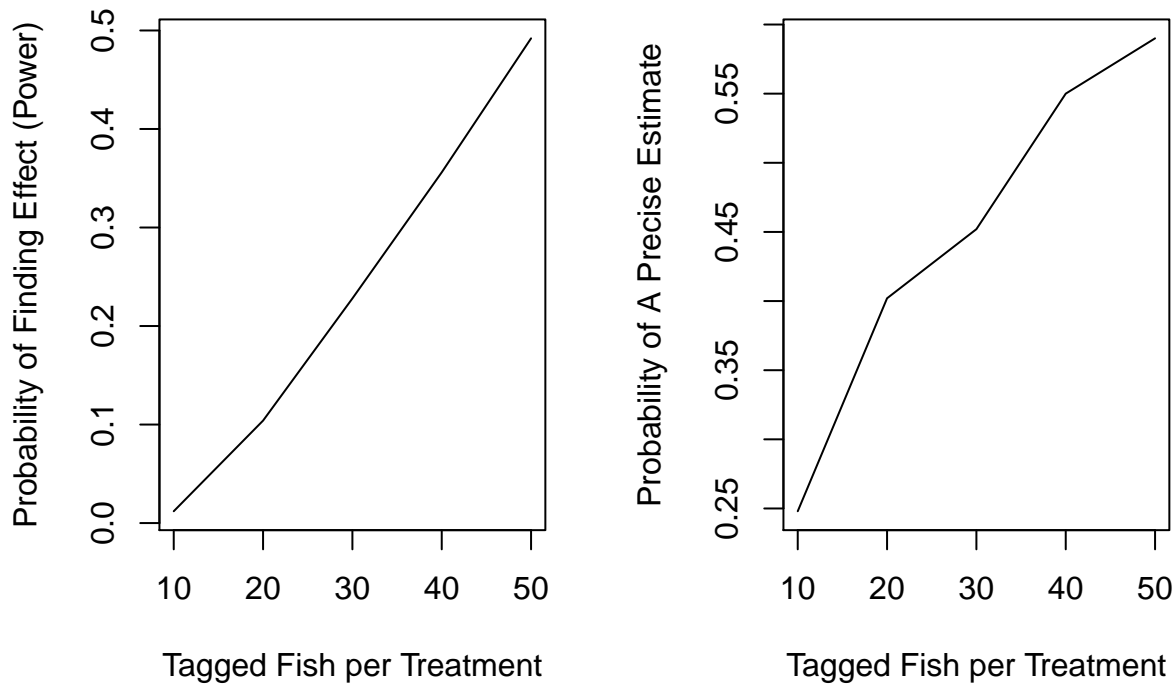 Probability of Finding Effect (Power)
0.5
0.4
0.3
0.2
0.1
0.0
10 20 30 40 50
Tagged Fish per Treatment
Probability of A Precise Estimate
0.55
0.45
0.35
0.25
10 20 30 40 50
Tagged Fish per Treatment